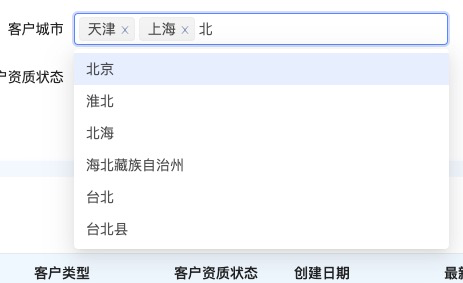 客户城市 天津 × 上海 × 北
户资质状态
北京
淮北
北海
海北藏族自治州
台北
台北县
客户类型 客户资质状态 创建日期 最新